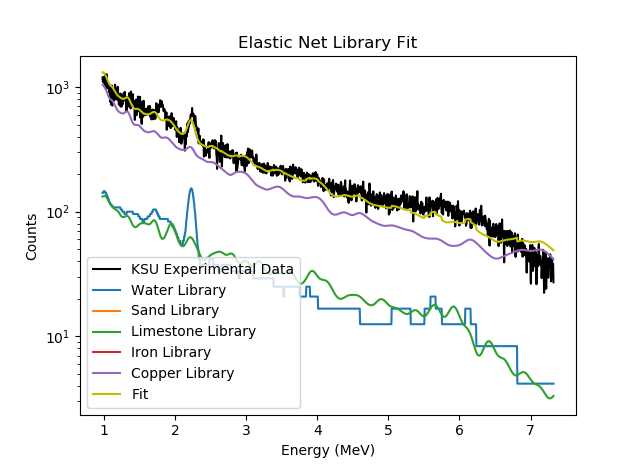 Elastic Net Library Fit
Counts
10³
10²
10¹
KSU Experimental Data
Water Library
Sand Library
Limestone Library
Iron Library
Copper Library
Fit
1 2 3 4 5 6 7
Energy (MeV)